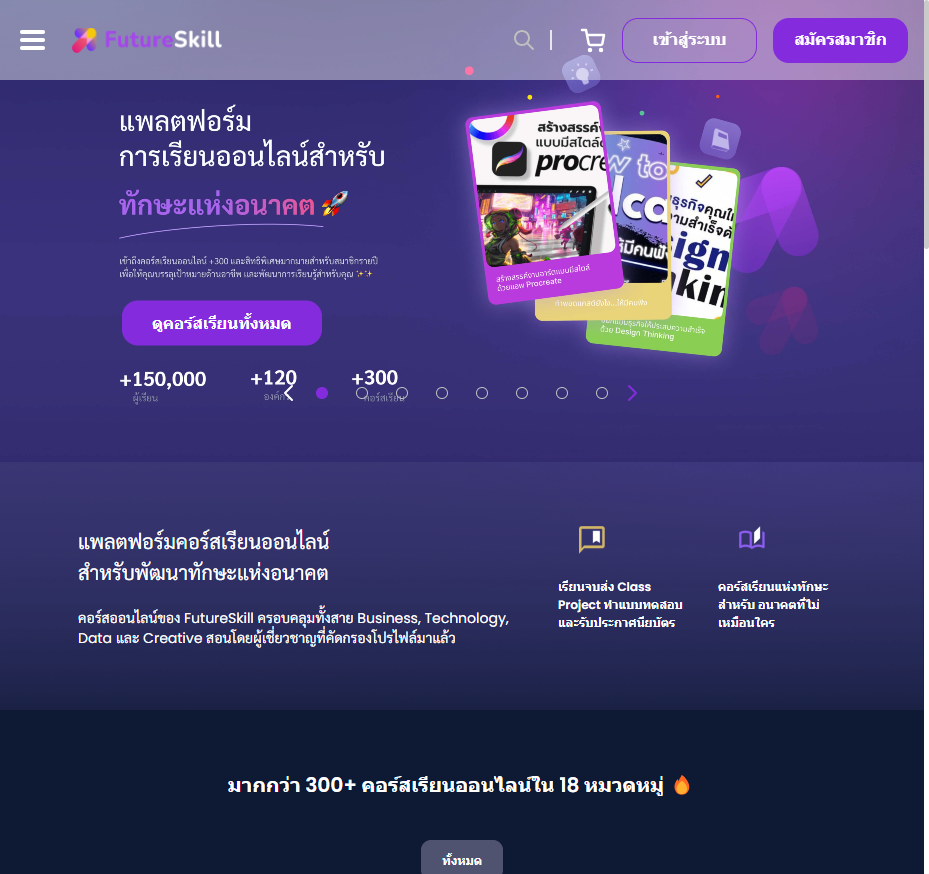 FutureSkill
เข้าสู่ระบบ
สมัครสมาชิก
แพลตฟอร์ม
การเรียนออนไลน์สำหรับ
ทักษะแห่งอนาคต 🚀
เข้าถึงคอร์สเรียนออนไลน์ +300 และสิทธิพิเศษมากมายสำหรับสมาชิกรายปี
เพื่อให้คุณบรรลุเป้าหมายด้านอาชีพ และพัฒนาการเรียนรู้สำหรับคุณ ✨
ดูคอร์สเรียนทั้งหมด
+150,000
ผู้เรียน
+120
องค์กร
+300
คอร์สเรียน
สร้างสรรค์
แบบมีสไตล์
procre
สร้างสรรค์งานอาร์ตแบบมีสไตล์
ด้วยแอพ Procreate
w to
ให้มีคนฟัง
ทำพอดแคสต์ยังไง...ให้มีคนฟัง
ธุรกิจคุณให้
sign
nkin
ออกแบบธุรกิจให้ประสบความสำเร็จ
ด้วย Design Thinking
แพลตฟอร์มคอร์สเรียนออนไลน์
สำหรับพัฒนาทักษะแห่งอนาคต
คอร์สออนไลน์ของ FutureSkill ครอบคลุมทั้งสาย Business, Technology,
Data และ Creative สอนโดยผู้เชี่ยวชาญที่คัดกรองโปรไฟล์มาแล้ว
เรียนจบส่ง Class
Project ทำแบบทดสอบ
และรับประกาศนียบัตร
คอร์สเรียนแห่งทักษะ
สำหรับ อนาคตที่ไม่
เหมือนใคร
มากกว่า 300+ คอร์สเรียนออนไลน์ใน 18 หมวดหมู่ 🔥
ทั้งหมด